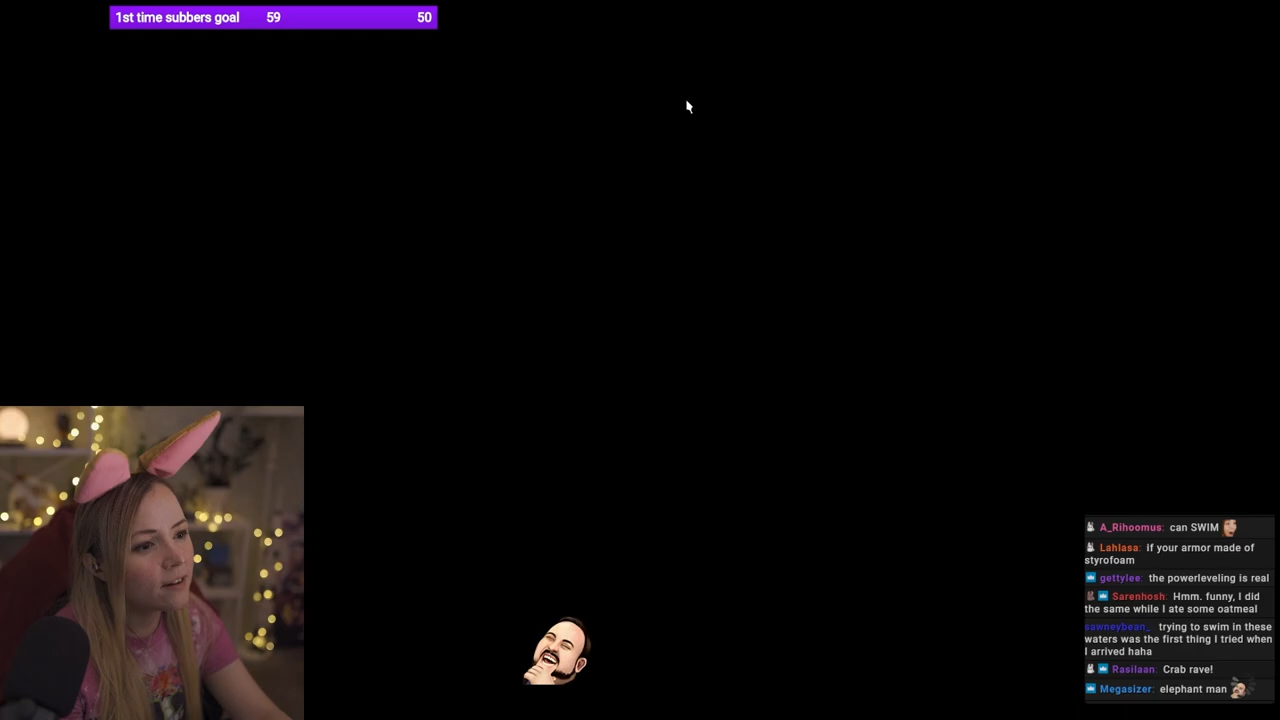 1st time subbers goal 59 50
A_Rihoomus: can SWIM
Lahlasa: if your armor made of
styrofoam
gettylee: the powerleveling is real
Sarenhosh: Hmm. funny, I did
the same while I ate some oatmeal
sawneybean_ trying to swim in these
waters was the first thing I tried when
I arrived haha
Rasilaan: Crab rave!
Megasizer: elephant man